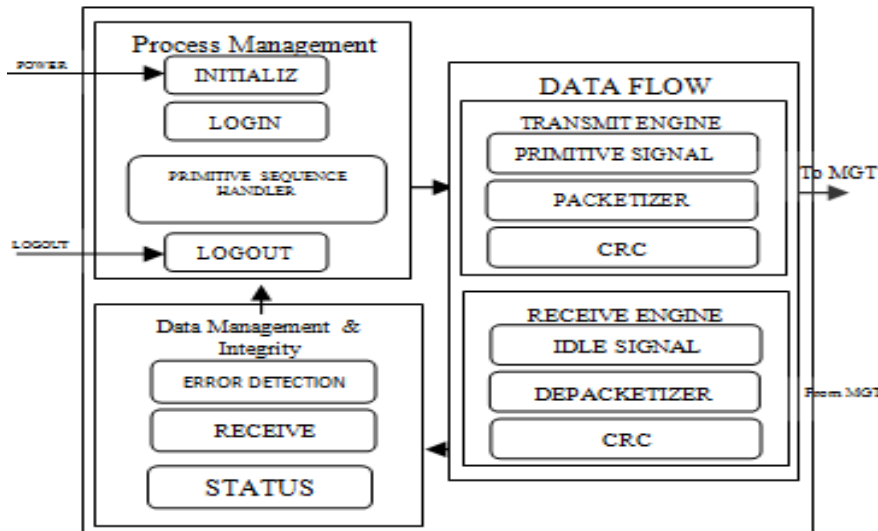 Process Management
POWER
INITIALIZ
LOGIN
PRIMITIVE SEQUENCE
HANDLER
LOGOUT
LOGOUT
Data Management &
Integrity
ERROR DETECTION
RECEIVE
STATUS
DATA FLOW
TRANSMIT ENGINE
PRIMITIVE SIGNAL
PACKETIZER
CRC
To MGT
RECEIVE ENGINE
IDLE SIGNAL
DEPACKETIZER
CRC
From MGT